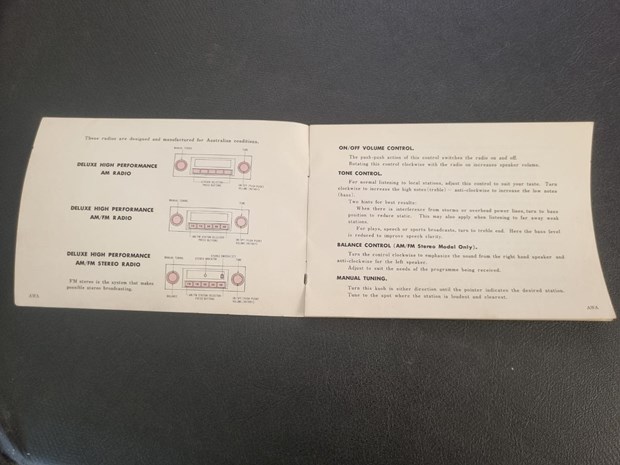 These radios are designed and manufactured for Australian conditions.
DELUXE HIGH PERFORMANCE
AM RADIO
DELUXE HIGH PERFORMANCE
AM/FM RADIO
DELUXE HIGH PERFORMANCE
AM/FM STEREO RADIO
FM stereo is the system that makes
possible stereo broadcasting.
MANUAL TUNING
TONE
BALANCE
ON/OFF VOLUME CONTROL.
The push-push action of this control switches the radio on and off.
Rotating this control clockwise with the radio on increases speaker volume.
TONE CONTROL.
For normal listening to local stations, adjust this control to suit your taste. Turn
clockwise to increase the high notes (treble) — anti-clockwise to increase the low notes
(bass).
Two hints for best results:
When there is interference from storms or overhead power lines, turn to bass
position to reduce static. This may also apply when listening to far away weak
stations.
For plays, speech or sports broadcasts, turn to treble end. Here the bass level
is reduced to improve speech clarity.
BALANCE CONTROL (AM/FM Stereo Model Only).
Turn the control clockwise to emphasize the sound from the right hand speaker and
anti-clockwise for the left speaker.
Adjust to suit the needs of the programme being received.
MANUAL TUNING.
Turn this knob in either direction until the pointer indicates the desired station.
Tune to the spot where the station is loudest and clearest.